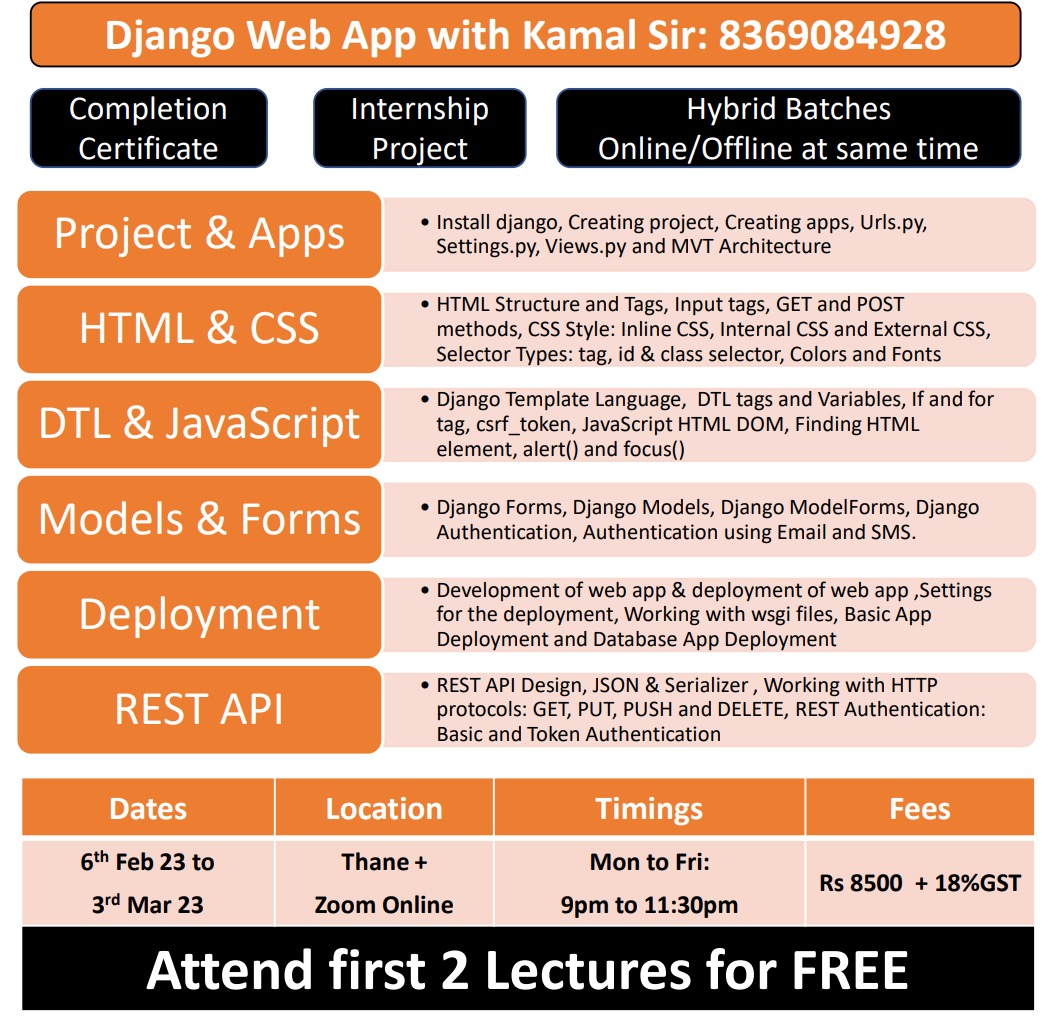 Django Web App with Kamal Sir: 8369084928
Completion
Certificate
Internship
Project
Hybrid Batches
Online/Offline at same time
Project & Apps
• Install django, Creating project, Creating apps, Urls.py,
Settings.py, Views.py and MVT Architecture
HTML & CSS
• HTML Structure and Tags, Input tags, GET and POST
methods, CSS Style: Inline CSS, Internal CSS and External CSS,
Selector Types: tag, id & class selector, Colors and Fonts
DTL & JavaScript
• Django Template Language, DTL tags and Variables, If and for
tag, csrf_token, JavaScript HTML DOM, Finding HTML
element, alert() and focus()
Models & Forms
• Django Forms, Django Models, Django ModelForms, Django
Authentication, Authentication using Email and SMS.
Deployment
• Development of web app & deployment of web app ,Settings
for the deployment, Working with wsgi files, Basic App
Deployment and Database App Deployment
REST API
• REST API Design, JSON & Serializer , Working with HTTP
protocols: GET, PUT, PUSH and DELETE, REST Authentication:
Basic and Token Authentication
Dates
Location
Timings
Fees
6th Feb 23 to
3rd Mar 23
Thane +
Zoom Online
Mon to Fri:
9pm to 11:30pm
Rs 8500 + 18%GST
Attend first 2 Lectures for FREE